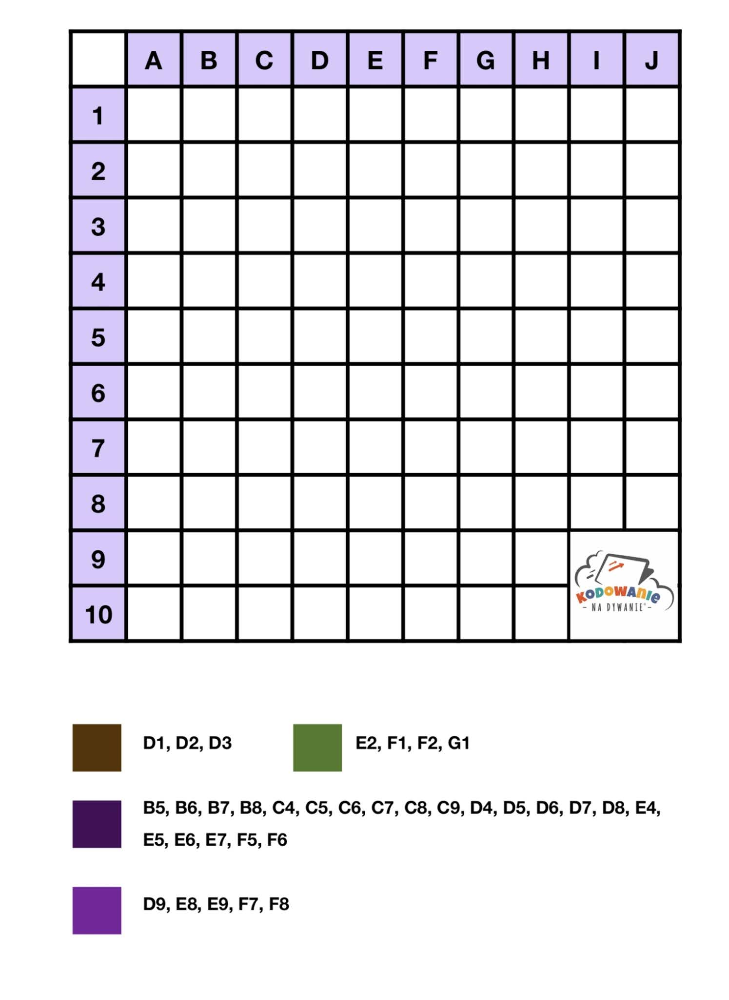 A B C D E F G H I J
1
2
3
4
5
6
7
8
9
10
KODOWANIE
- NA DYWANIE® -
D1, D2, D3
E2, F1, F2, G1
B5, B6, B7, B8, C4, C5, C6, C7, C8, C9, D4, D5, D6, D7, D8, E4,
E5, E6, E7, F5, F6
D9, E8, E9, F7, F8